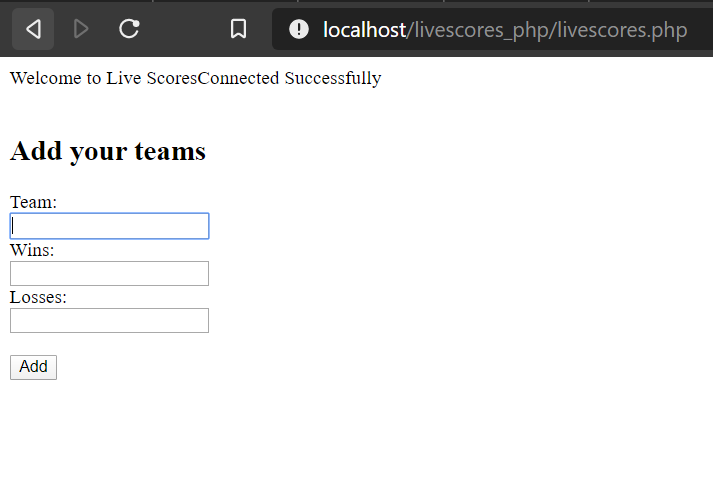 localhost/livescores_php/livescores.php
Welcome to Live ScoresConnected Successfully
Add your teams
Team:
Wins:
Losses:
Add